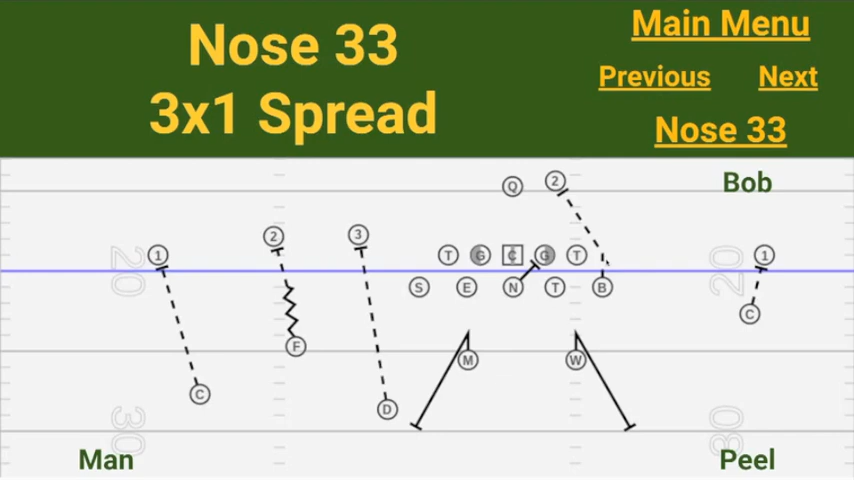 Nose 33
3x1 Spread
Main Menu
Previous Next
Nose 33
Bob
Q 2
2 3
1 T G C G T 1
20 20
S E N T B
C
F
M W
C D
30 30
Man Peel